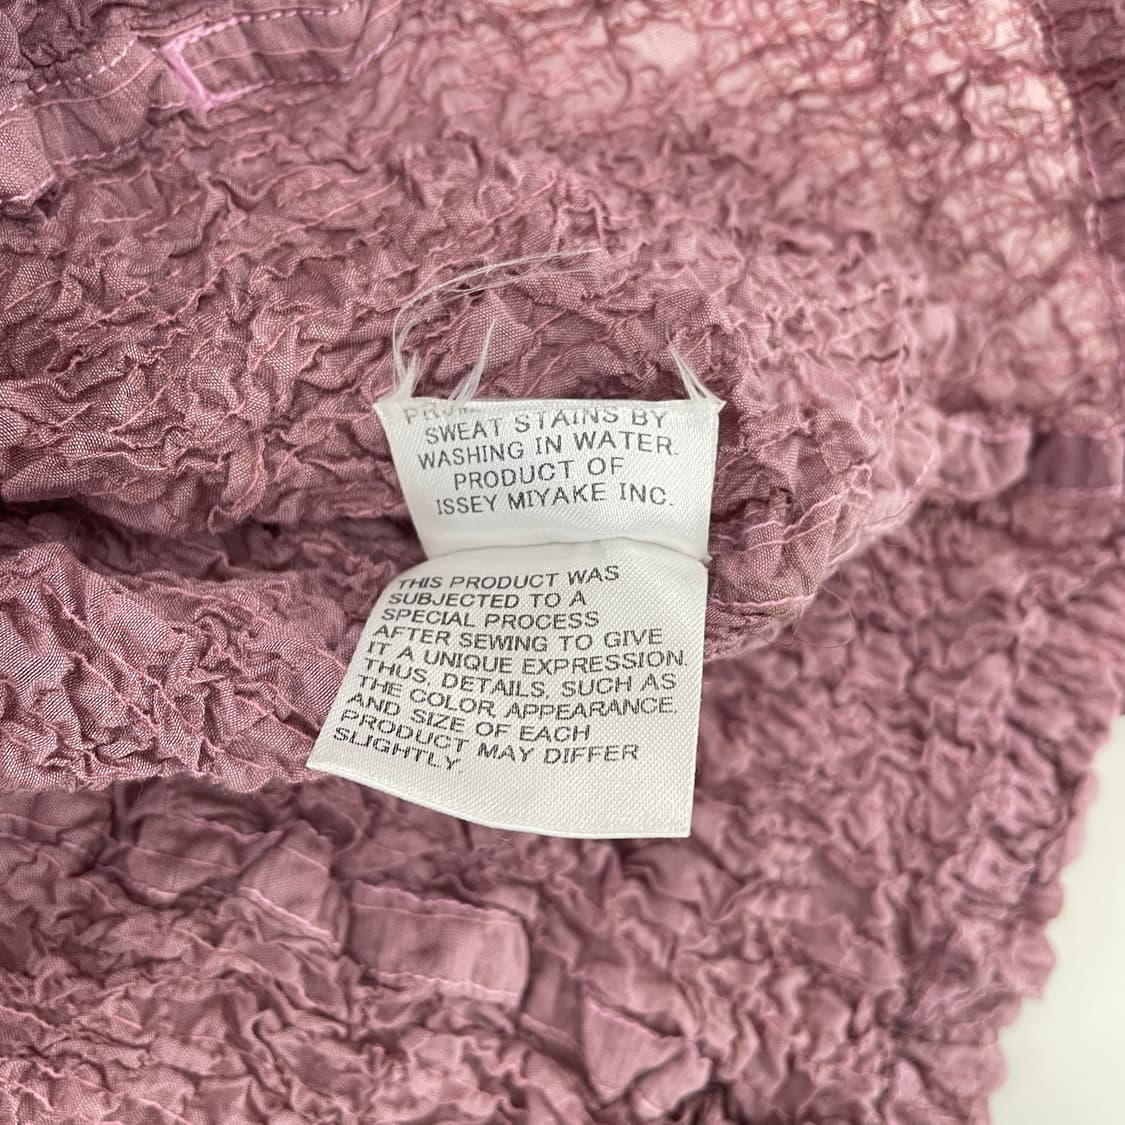 SWEAT STAINS BY
WASHING IN WATER.
PRODUCT OF
ISSEY MIYAKE INC.
THIS PRODUCT WAS
SUBJECTED TO A
SPECIAL PROCESS
AFTER SEWING TO GIVE
IT A UNIQUE EXPRESSION.
THUS, DETAILS, SUCH AS
THE COLOR, APPEARANCE,
AND SIZE OF EACH
PRODUCT MAY DIFFER
SLIGHTLY.